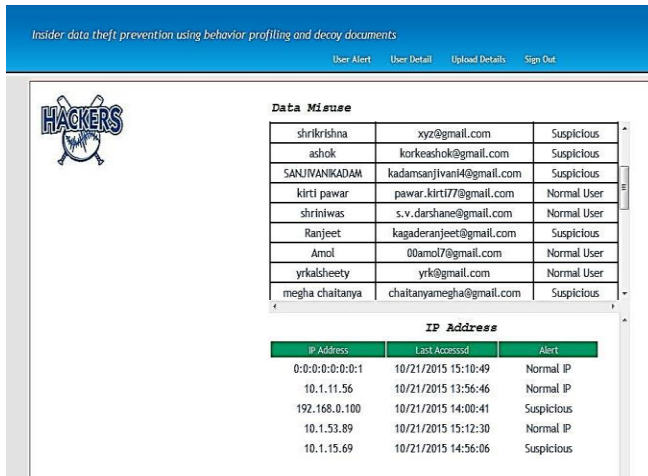 Insider data theft prevention using behavior profiling and decoy documents
User Alert User Detail Upload Details Sign Out
HACKERS
Data Misuse
shrikrishna xyz@gmail.com Suspicious
ashok korkeashok@gmail.com Suspicious
SANJIVANIKADAM kadamsanjivani4@gmail.com Suspicious
kirti pawar pawar.kirti77@gmail.com Normal User
shriniwas s.v.darshane@gmail.com Normal User
Ranjeet kagaderanjeet@gmail.com Suspicious
Amol 00amol7@gmail.com Normal User
yrkalsheety yrk@gmail.com Normal User
megha chaitanya chaitanyamegha@gmail.com Suspicious
IP Address
IP Address Last Accesssd Alert
0:0:0:0:0:0:0:1 10/21/2015 15:10:49 Normal IP
10.1.11.56 10/21/2015 13:56:46 Normal IP
192.168.0.100 10/21/2015 14:00:41 Suspicious
10.1.53.89 10/21/2015 15:12:30 Normal IP
10.1.15.69 10/21/2015 14:56:06 Suspicious